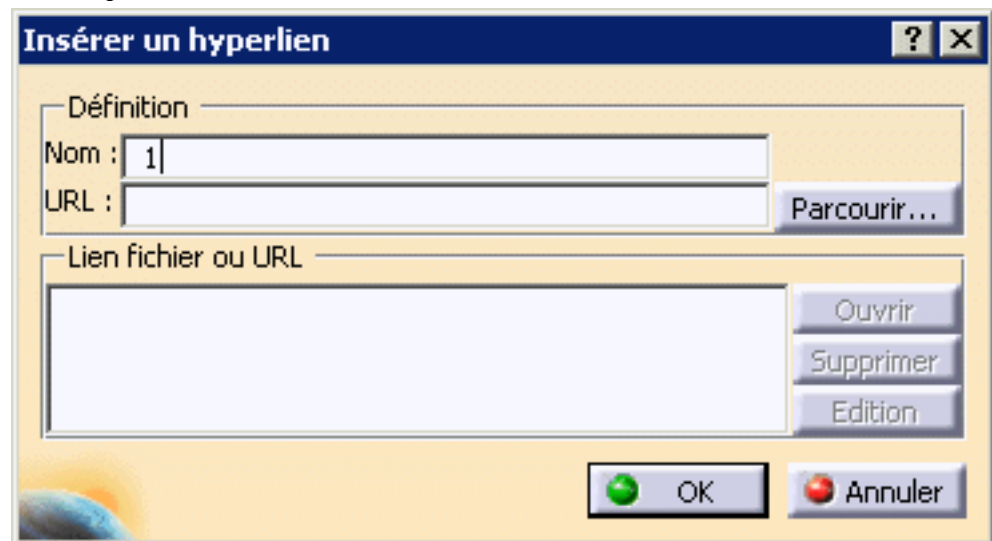 Insérer un hyperlien ? X
Définition
Nom : 1
URL : Parcourir...
Lien fichier ou URL
Ouvrir
Supprimer
Edition
OK Annuler